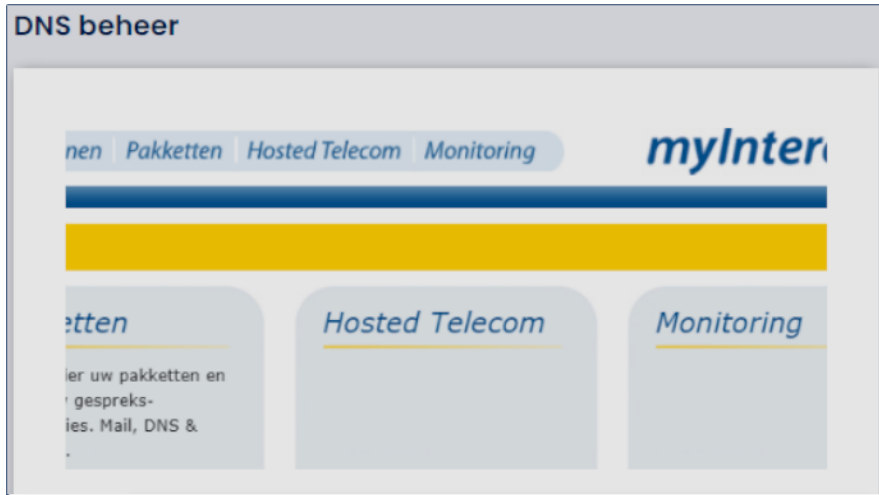 DNS beheer
nen Pakketten Hosted Telecom Monitoring
myIntere
etten
ier uw pakketten en
gespreks-
ies. Mail, DNS &
.
Hosted Telecom
Monitoring